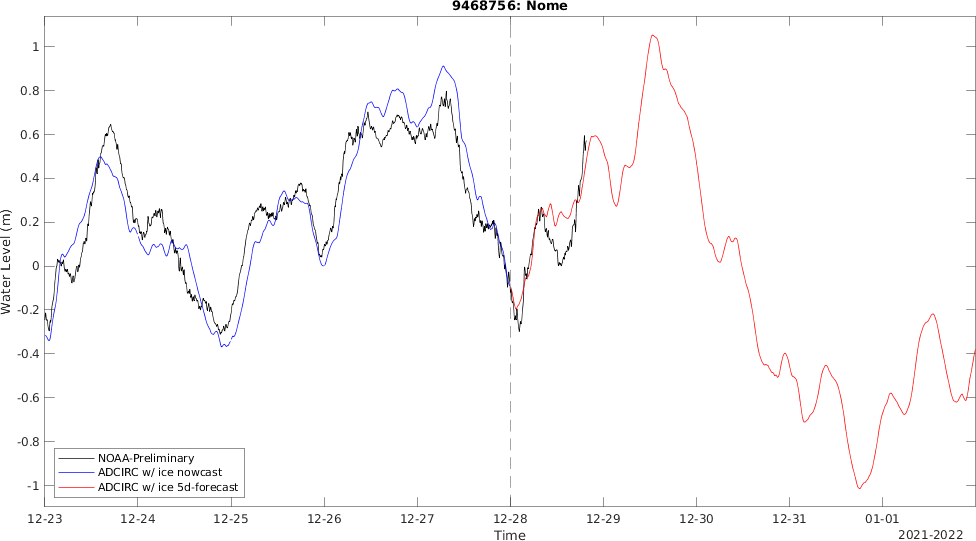 9468756: Nome
Water Level (m)
1
0.8
0.6
0.4
0.2
0
-0.2
-0.4
-0.6
-0.8
-1
NOAA-Preliminary
ADCIRC w/ ice nowcast
ADCIRC w/ ice 5d-forecast
12-23 12-24 12-25 12-26 12-27 12-28 12-29 12-30 12-31 01-01
Time
2021-2022